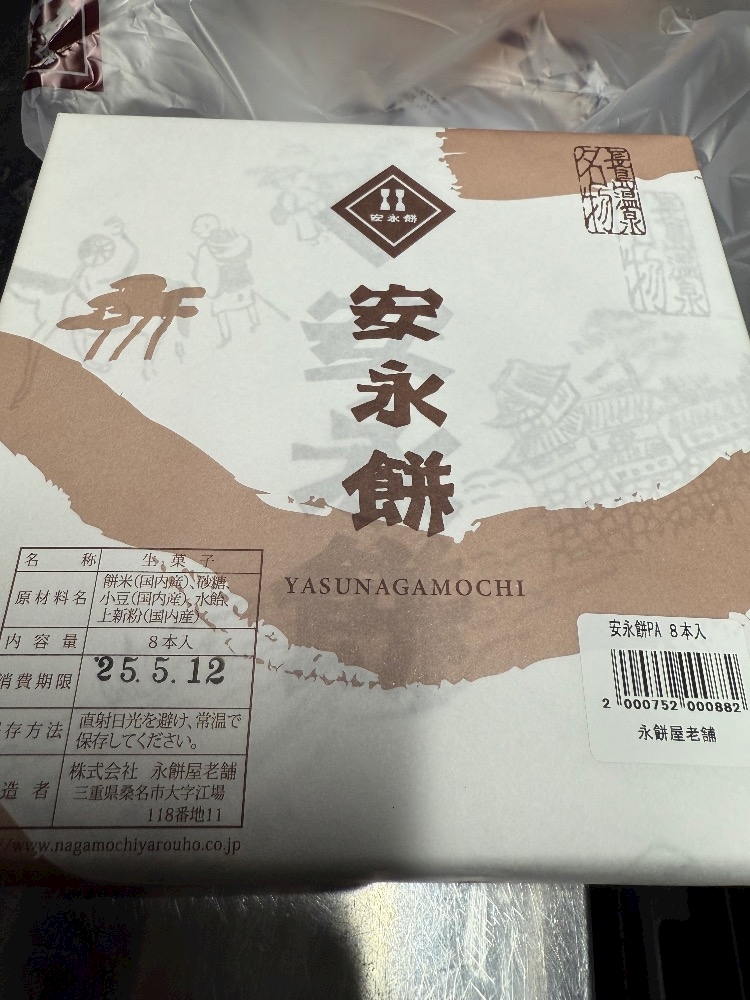 長島温泉
名物
安永餅
安永餅
YASUNAGAMOCHI
名 称 生菓子
原材料名 餅米(国内産)、砂糖、
小豆(国内産)、水飴、
上新粉(国内産)
内容量 8本入
消費期限 '25.5.12
存方法 直射日光を避け、常温で
保存してください。
造者 株式会社 永餅屋老舗
三重県桑名市大字江場
118番地11
//www.nagamochiyarouho.co.jp
安永餅PA 8本入
2 000752 000882
永餅屋老舗